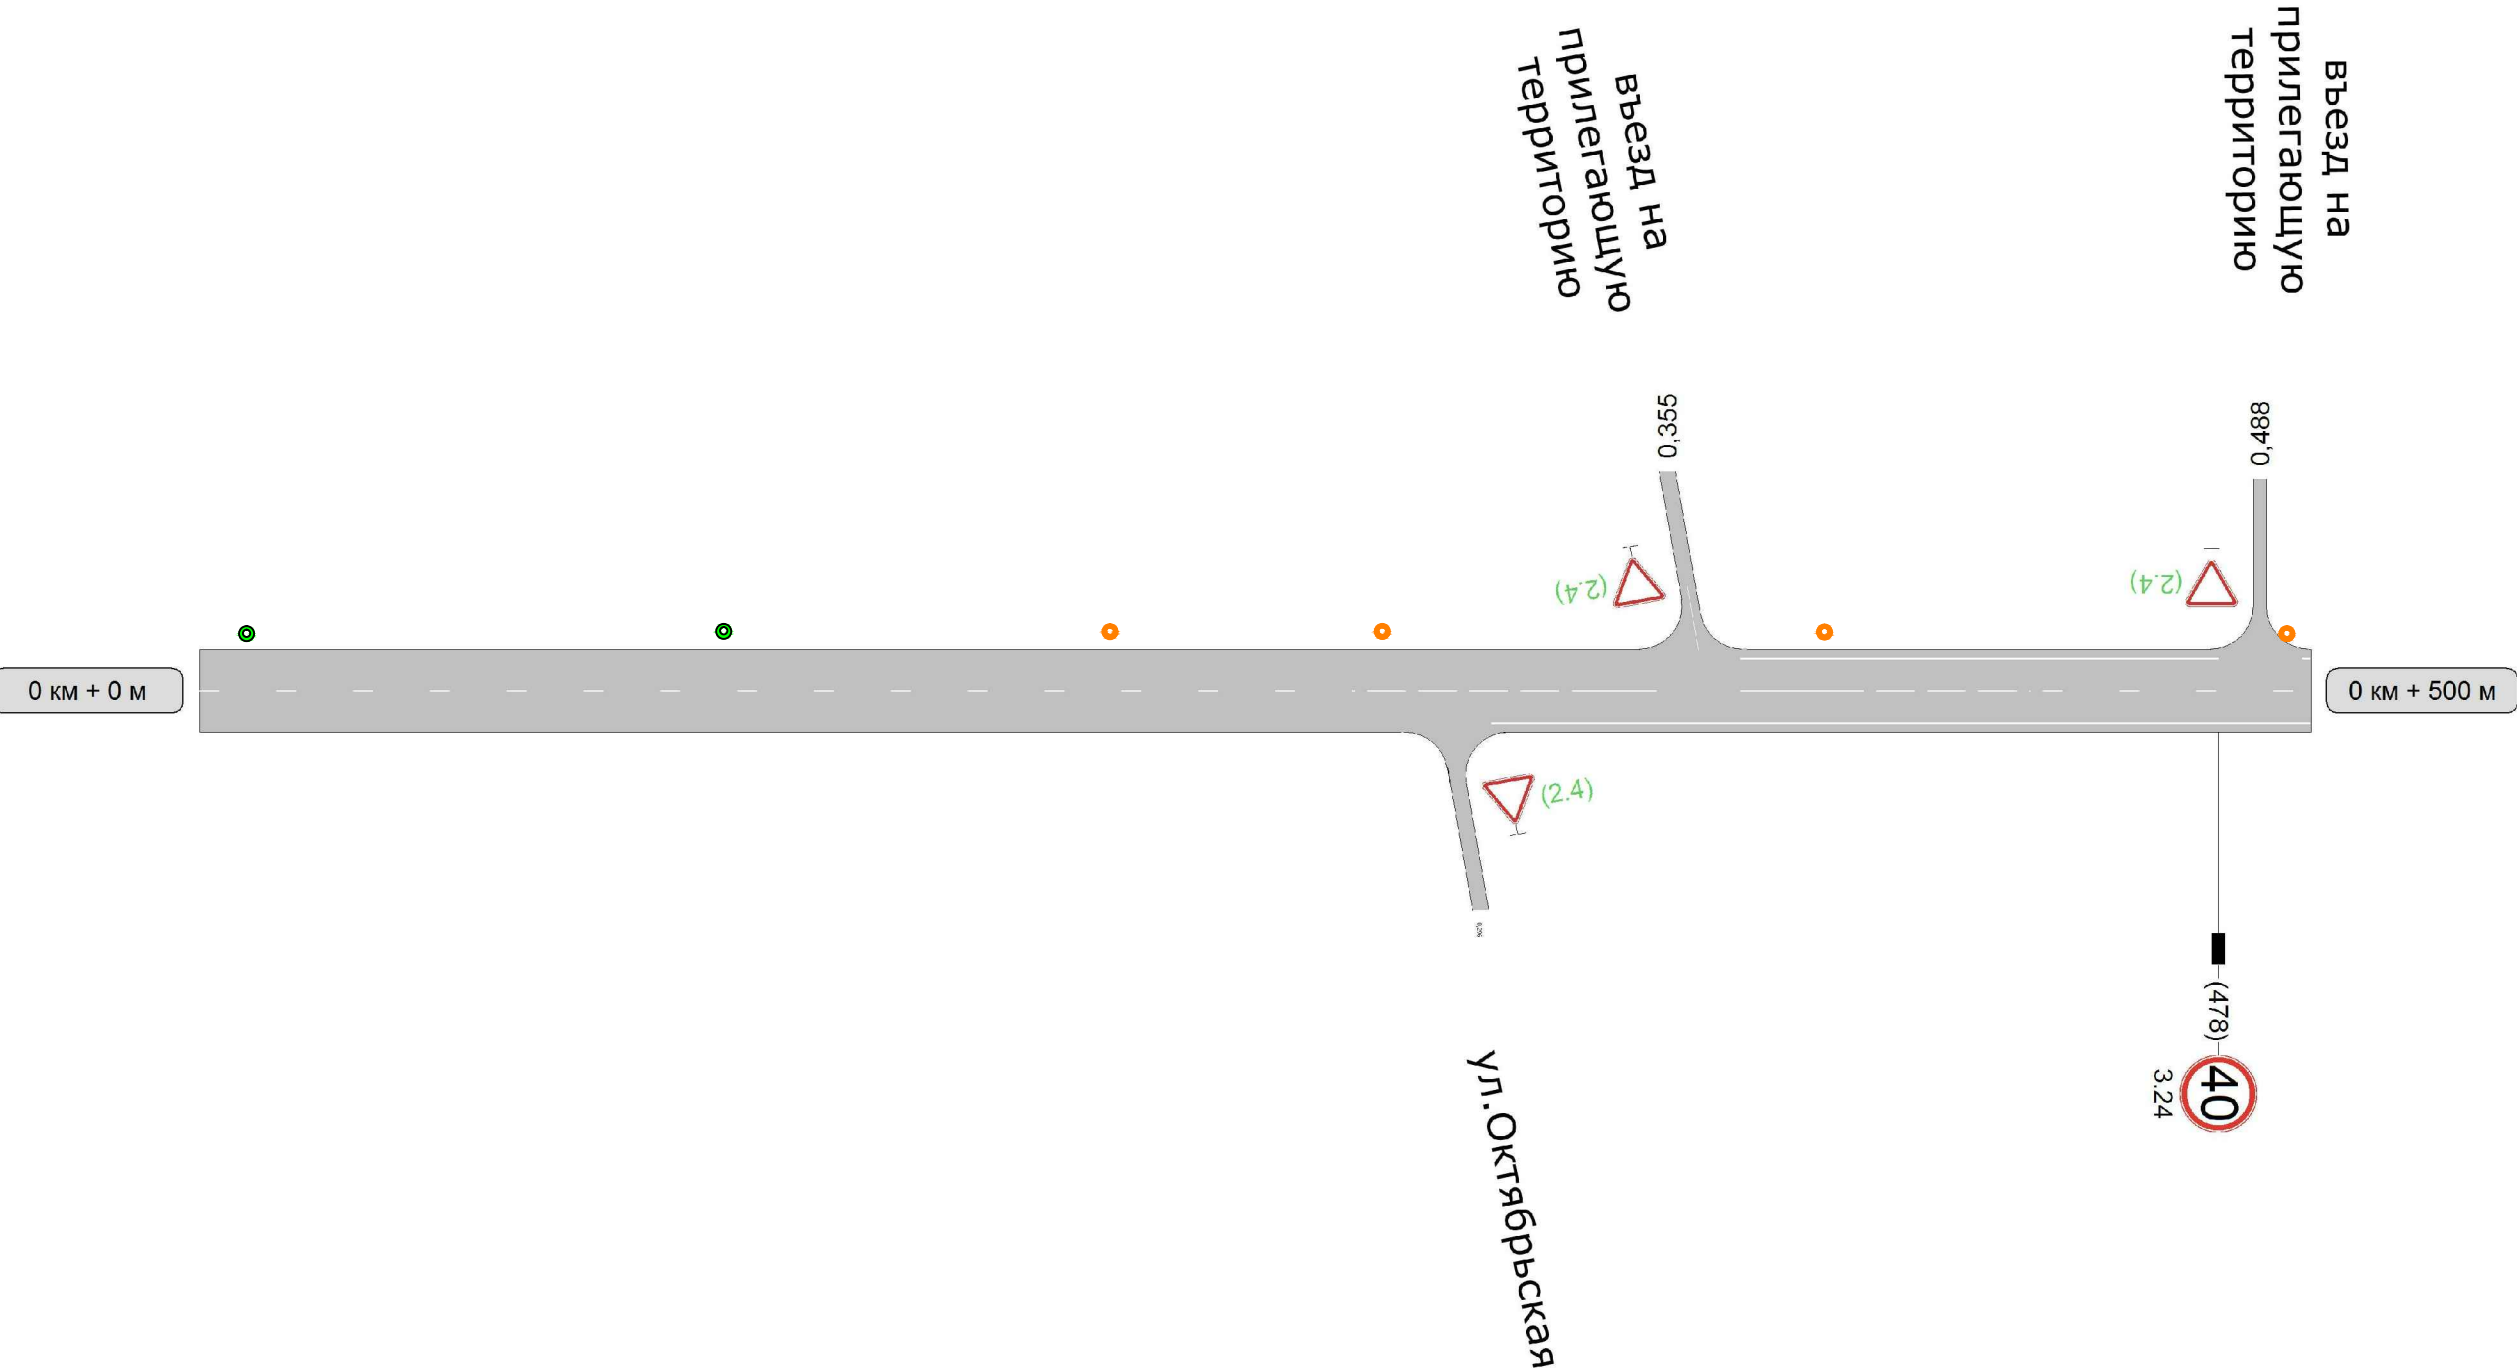 въезд на
прилегающую
территорию
въезд на
прилегающую
территорию
0,355
0,488
(2.4)
(2.4)
0 км + 0 м
0 км + 500 м
(2.4)
(478)
40
3.24
ул.Октябрьская